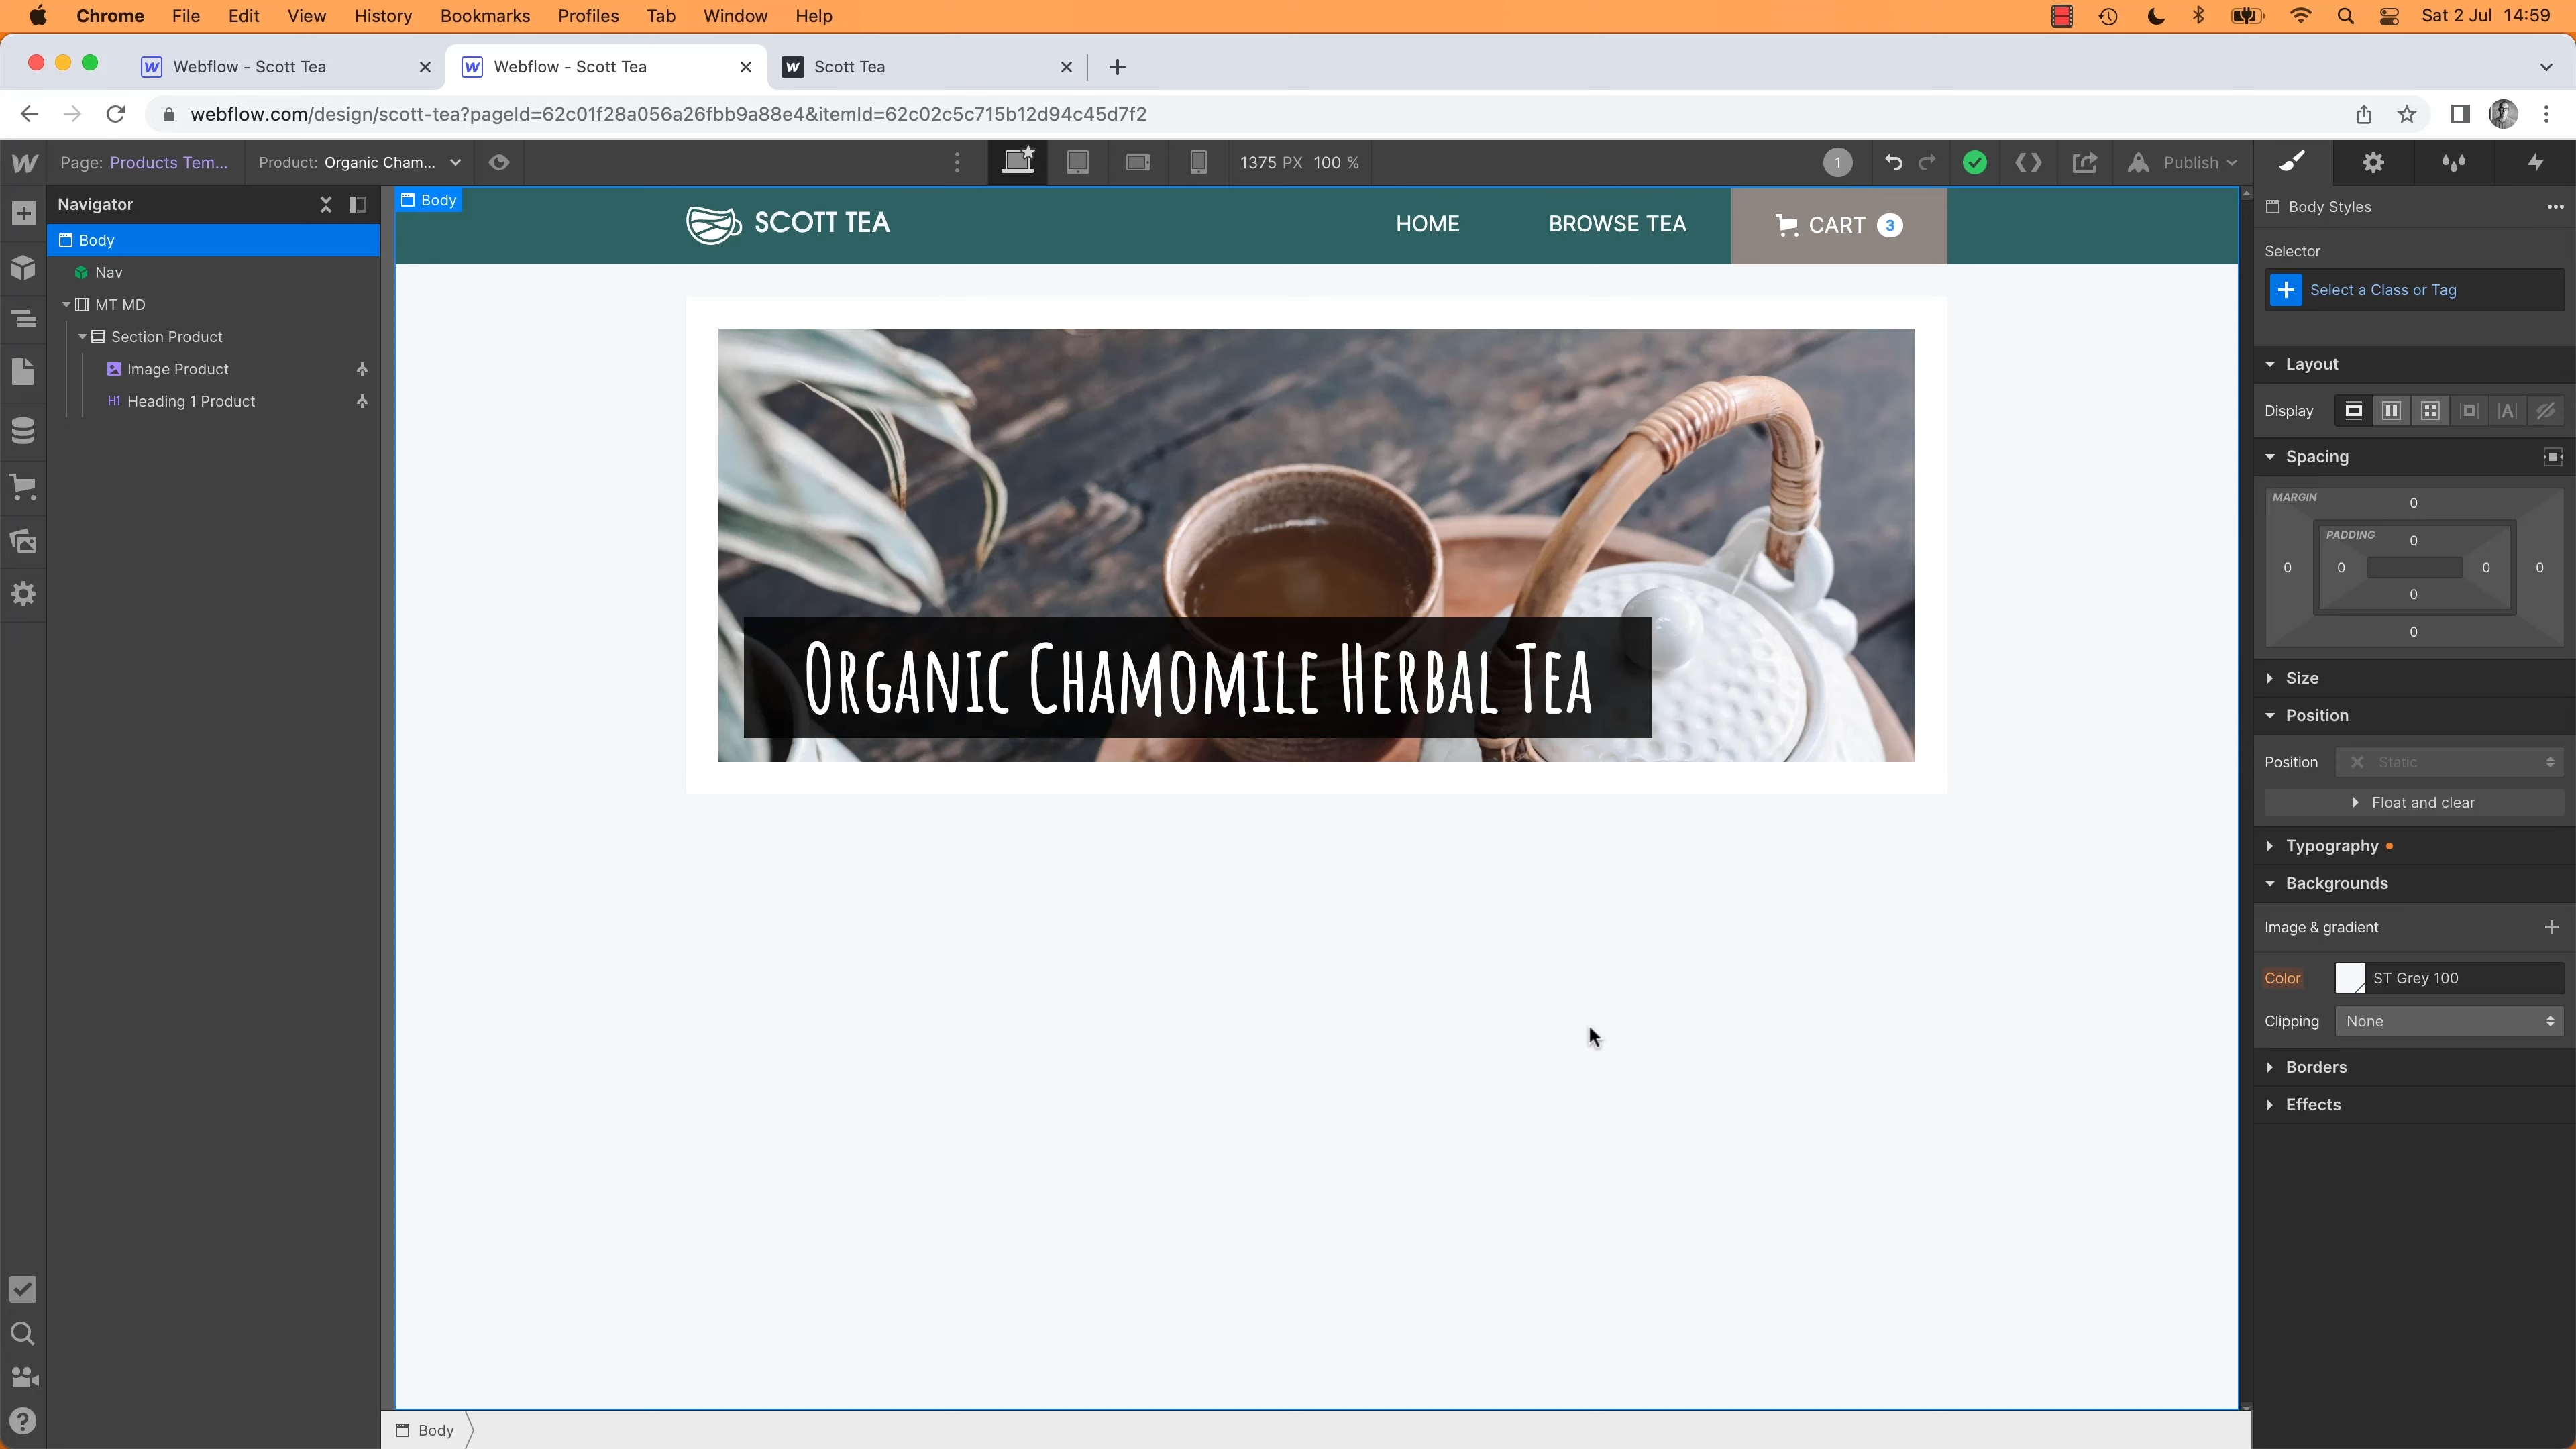 Chrome File Edit View History Bookmarks Profiles Tab Window Help Sat 2 Jul 14:59
Webflow - Scott Tea Webflow - Scott Tea Scott Tea
webflow.com/design/scott-tea?pageId=62c01f28a056a26fbb9a88e4&itemId=62c02c5c715b12d94c45d7f2
Page: Products Tem... Product: Organic Cham... 1375 PX 100 % 1 Publish
Navigator
Body
Nav
MT MD
Section Product
Image Product
H1 Heading 1 Product
Body
SCOTT TEA HOME BROWSE TEA CART 3
Organic Chamomile Herbal Tea
Body
Body Styles
Selector
Select a Class or Tag
Layout
Display
Spacing
MARGIN
0
PADDING
0
0 0 0 0
0
0
Size
Position
Position Static
Float and clear
Typography
Backgrounds
Image & gradient
Color ST Grey 100
Clipping None
Borders
Effects